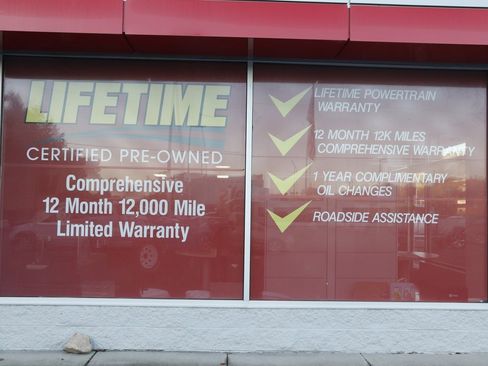 LIFETIME
CERTIFIED PRE-OWNED
Comprehensive
12 Month 12,000 Mile
Limited Warranty
LIFETIME POWERTRAIN
WARRANTY
12 MONTH 12K MILES
COMPREHENSIVE WARRANTY
1 YEAR COMPLIMENTARY
OIL CHANGES
ROADSIDE ASSISTANCE